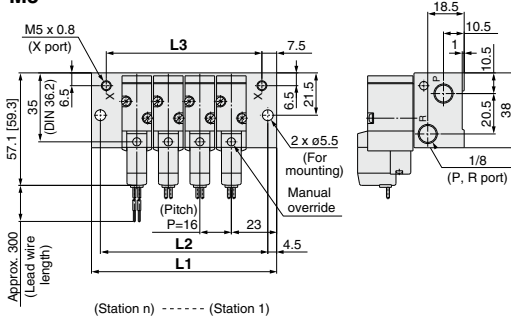 M5 x 0.8
(X port)
L3
7.5
18.5
10.5
1
10.5
57.1 [59.3]
35
(DIN 36.2)
6.5
X
X
6.5
21.5
P
R
20.5
38
2 x ø5.5
(For
mounting)
1/8
(P, R port)
Manual
override
(Pitch)
P=16
23
Approx. 300
(Lead wire
length)
L2
4.5
L1
(Station n) ------ (Station 1)